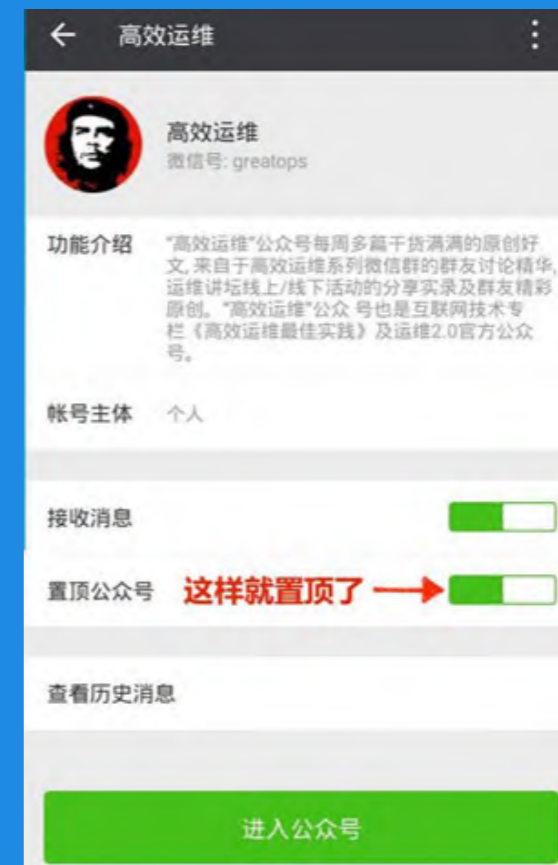 高效运维
高效运维
微信号: greatops
功能介绍
“高效运维”公众号每周多篇干货满满的原创好
文, 来自于高效运维系列微信群的群友讨论精华,
运维讲坛线上/线下活动的分享实录及群友精彩
原创。“高效运维”公众 号也是互联网技术专
栏《高效运维最佳实践》及运维2.0官方公众
号。
帐号主体 个人
接收消息
置顶公众号 这样就置顶了
查看历史消息
进入公众号